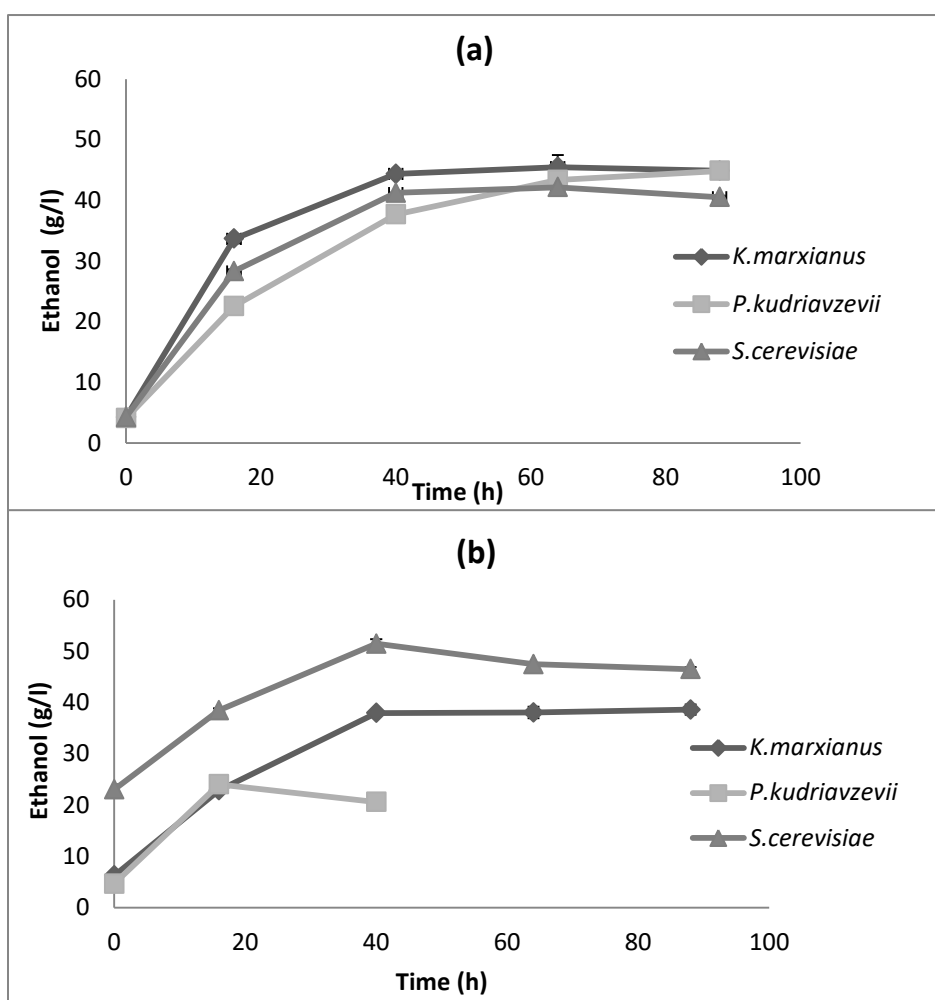 (a)
60
50
40
30
20
10
0
Ethanol (g/l)
0 20 40 60 80 100
Time (h)
K.marxianus
P.kudriavzevii
S.cerevisiae
(b)
60
50
40
30
20
10
0
Ethanol (g/l)
0 20 40 60 80 100
Time (h)
K.marxianus
P.kudriavzevii
S.cerevisiae